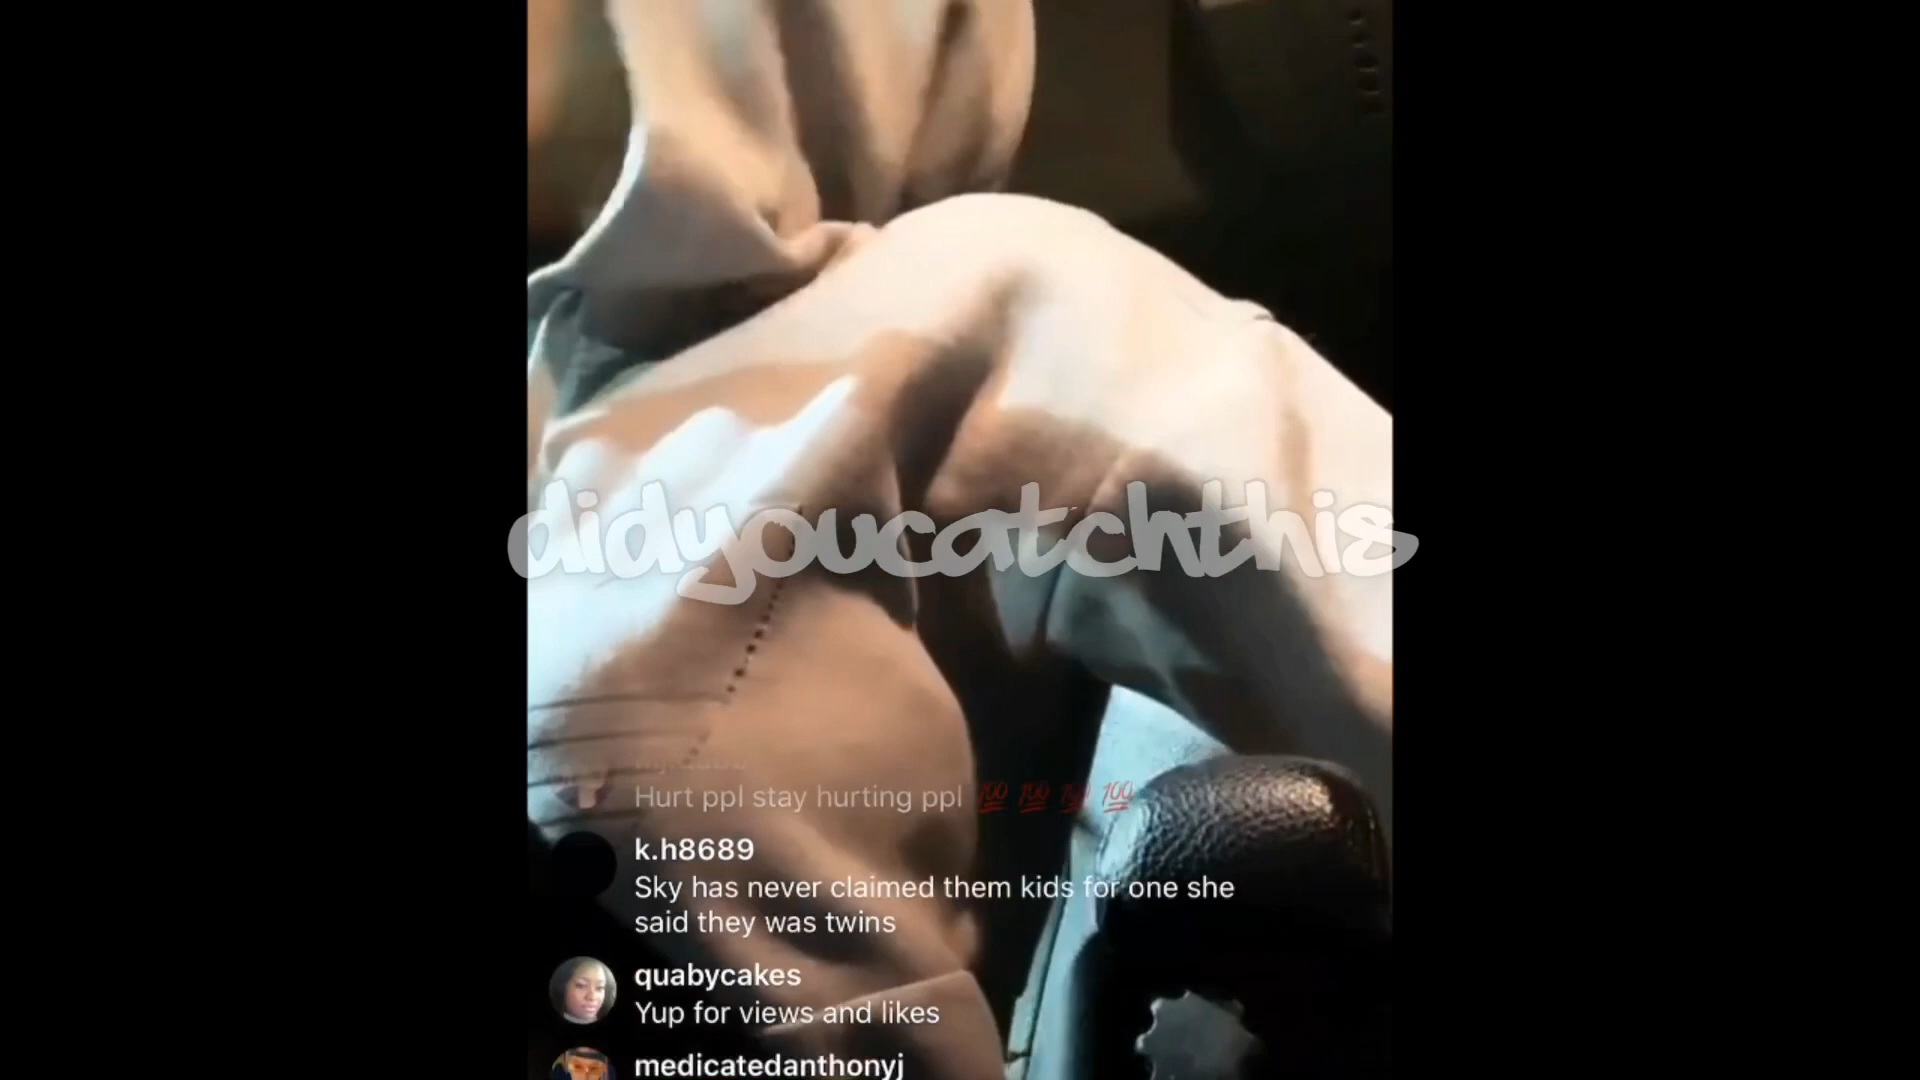 didyoucatchthis
Hurt ppl stay hurting ppl 💯 💯 💯 💯
k.h8689
Sky has never claimed them kids for one she
said they was twins
quabycakes
Yup for views and likes
medicatedanthonyj